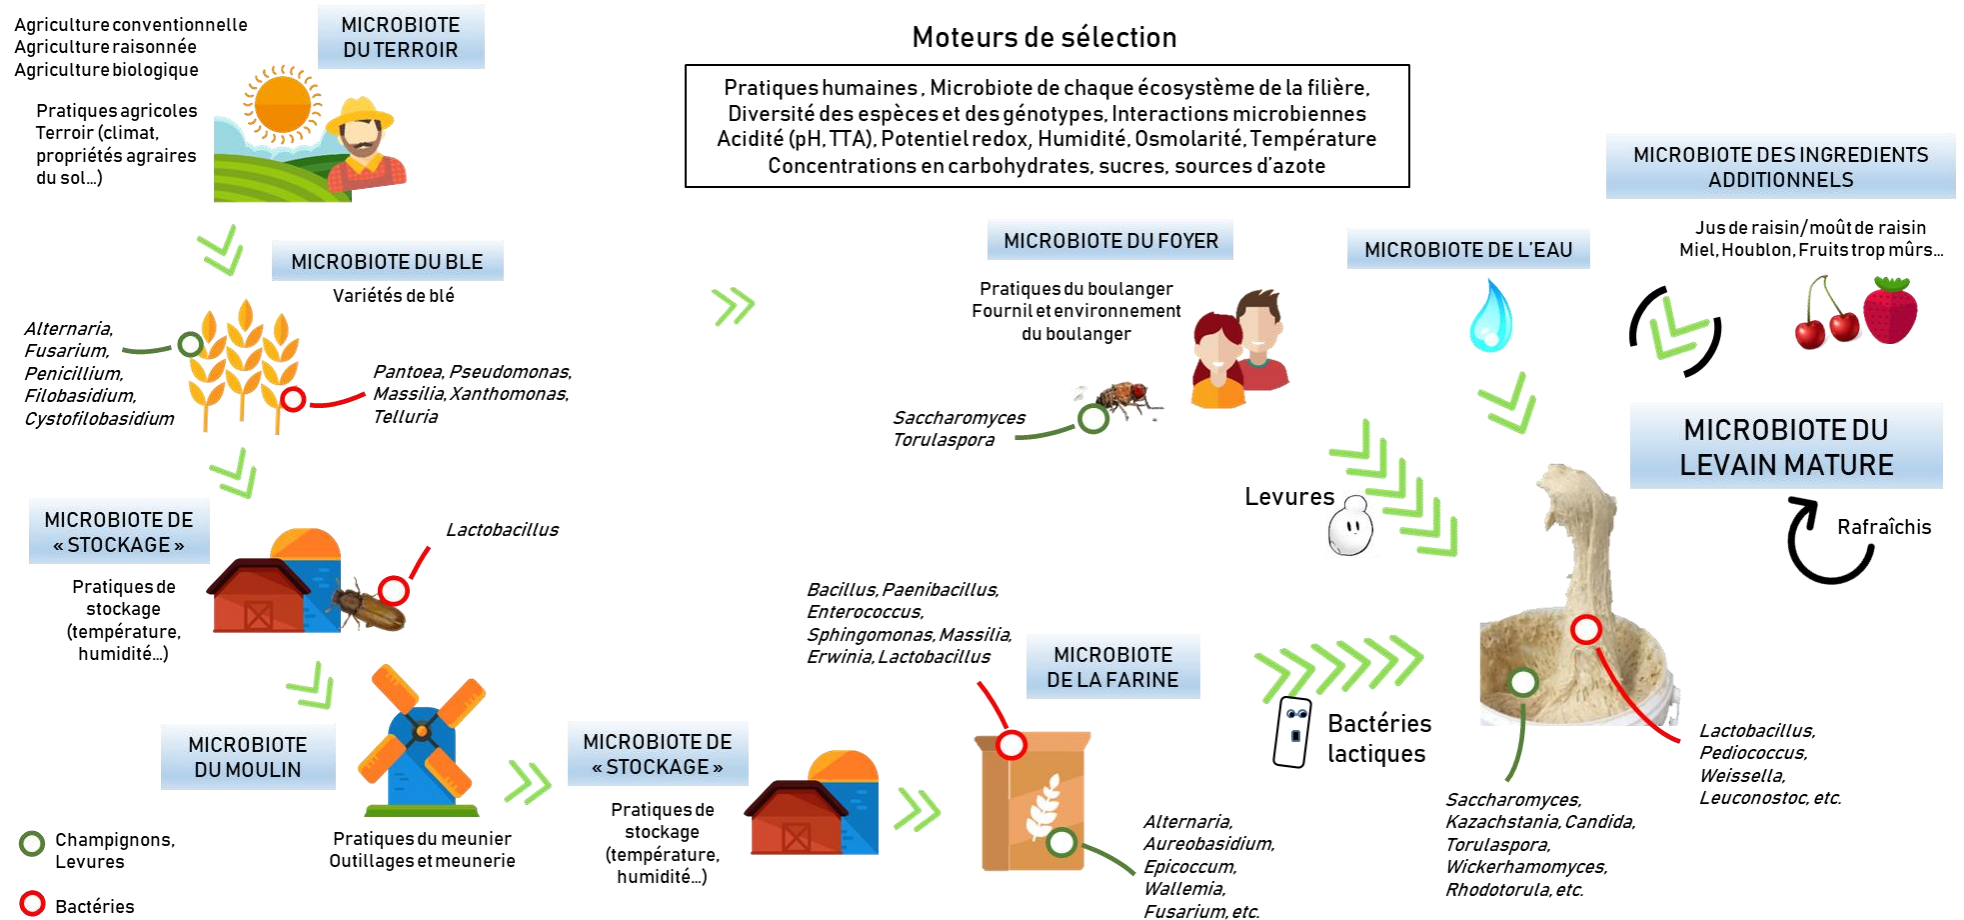 Agriculture conventionnelle
Agriculture raisonnée
Agriculture biologique
MICROBIOTE
DU TERROIR
Pratiques agricoles
Terroir (climat,
propriétés agraires
du sol...)
Moteurs de sélection
Pratiques humaines , Microbiote de chaque écosystème de la filière,
Diversité des espèces et des génotypes, Interactions microbiennes
Acidité (pH, TTA), Potentiel redox, Humidité, Osmolarité, Température
Concentrations en carbohydrates, sucres, sources d'azote
MICROBIOTE DES INGREDIENTS
ADDITIONNELS
Jus de raisin/moût de raisin
Miel, Houblon, Fruits trop mûrs...
MICROBIOTE DU BLE
Variétés de blé
Alternaria,
Fusarium,
Penicillium,
Filobasidium,
Cystofilobasidium
Pantoea, Pseudomonas,
Massilia, Xanthomonas,
Telluria
MICROBIOTE DU FOYER
Pratiques du boulanger
Fournil et environnement
du boulanger
Saccharomyces
Torulaspora
MICROBIOTE DE L'EAU
MICROBIOTE DU
LEVAIN MATURE
Rafraîchis
Levures
MICROBIOTE DE
« STOCKAGE »
Pratiques de
stockage
(température,
humidité...)
Lactobacillus
MICROBIOTE
DU MOULIN
Pratiques du meunier
Outillages et meunerie
MICROBIOTE DE
« STOCKAGE »
Pratiques de
stockage
(température,
humidité...)
Bacillus, Paenibacillus,
Enterococcus,
Sphingomonas, Massilia,
Erwinia, Lactobacillus
MICROBIOTE
DE LA FARINE
Alternaria,
Aureobasidium,
Epicoccum,
Wallemia,
Fusarium, etc.
Bactéries
lactiques
Saccharomyces,
Kazachstania, Candida,
Torulaspora,
Wickerhamomyces,
Rhodotorula, etc.
Lactobacillus,
Pediococcus,
Weissella,
Leuconostoc, etc.
Champignons,
Levures
Bactéries